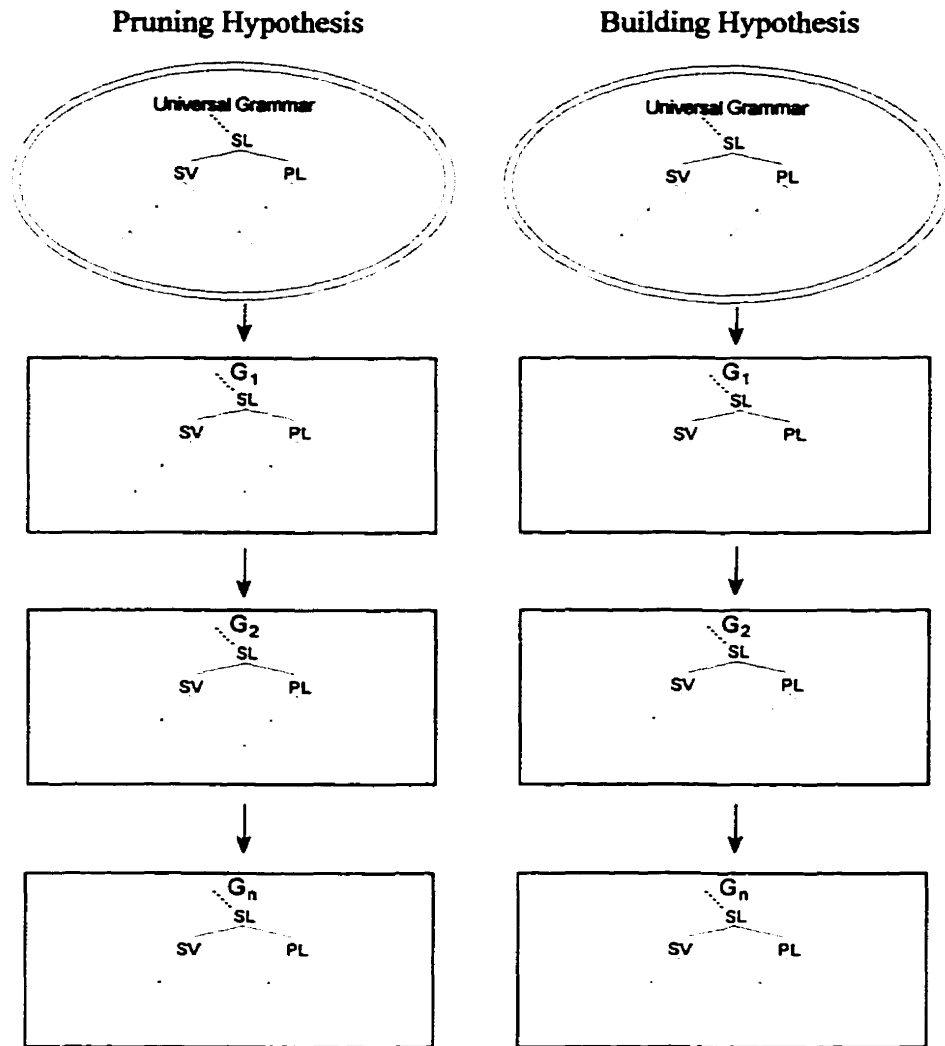 Pruning Hypothesis
Universal Grammar
SL
SV PL
G1
SL
SV PL
G2
SL
SV PL
Gn
SL
SV PL
Building Hypothesis
Universal Grammar
SL
SV PL
G1
SL
SV PL
G2
SL
SV PL
Gn
SL
SV PL